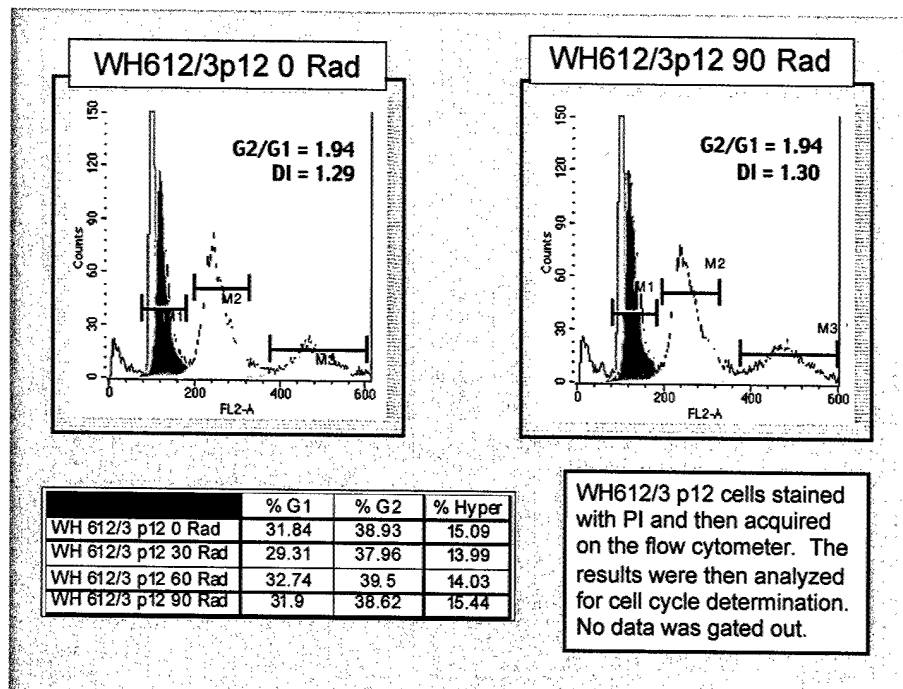 WH612/3p12 0 Rad
150
120
90
60
30
0
Counts
G2/G1 = 1.94
DI = 1.29
M1
M2
M3
0 200 400 600
FL2-A
WH612/3p12 90 Rad
150
120
90
60
30
0
Counts
G2/G1 = 1.94
DI = 1.30
M1
M2
M3
0 200 400 600
FL2-A
% G1 % G2 % Hyper
WH 612/3 p12 0 Rad 31.84 38.93 15.09
WH 612/3 p12 30 Rad 29.31 37.96 13.99
WH 612/3 p12 60 Rad 32.74 39.5 14.03
WH 612/3 p12 90 Rad 31.9 38.62 15.44
WH612/3 p12 cells stained
with PI and then acquired
on the flow cytometer. The
results were then analyzed
for cell cycle determination.
No data was gated out.